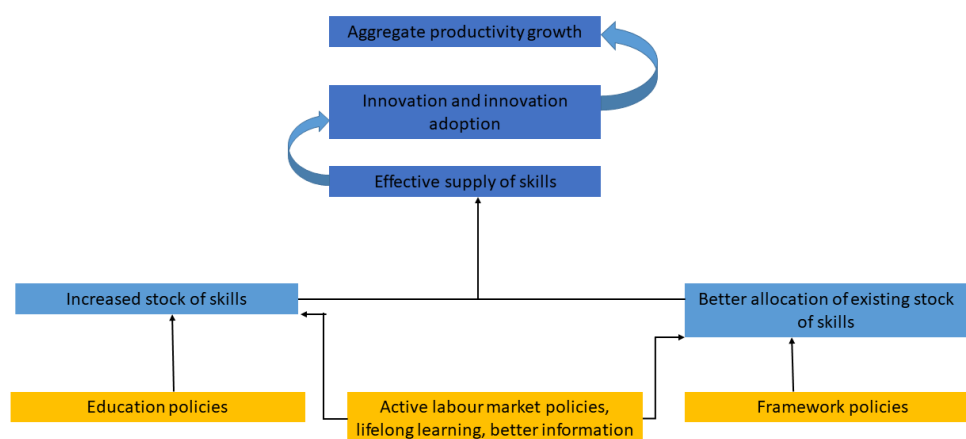 Aggregate productivity growth
Innovation and innovation
adoption
Effective supply of skills
Increased stock of skills
Better allocation of existing stock
of skills
Education policies
Active labour market policies,
lifelong learning, better information
Framework policies